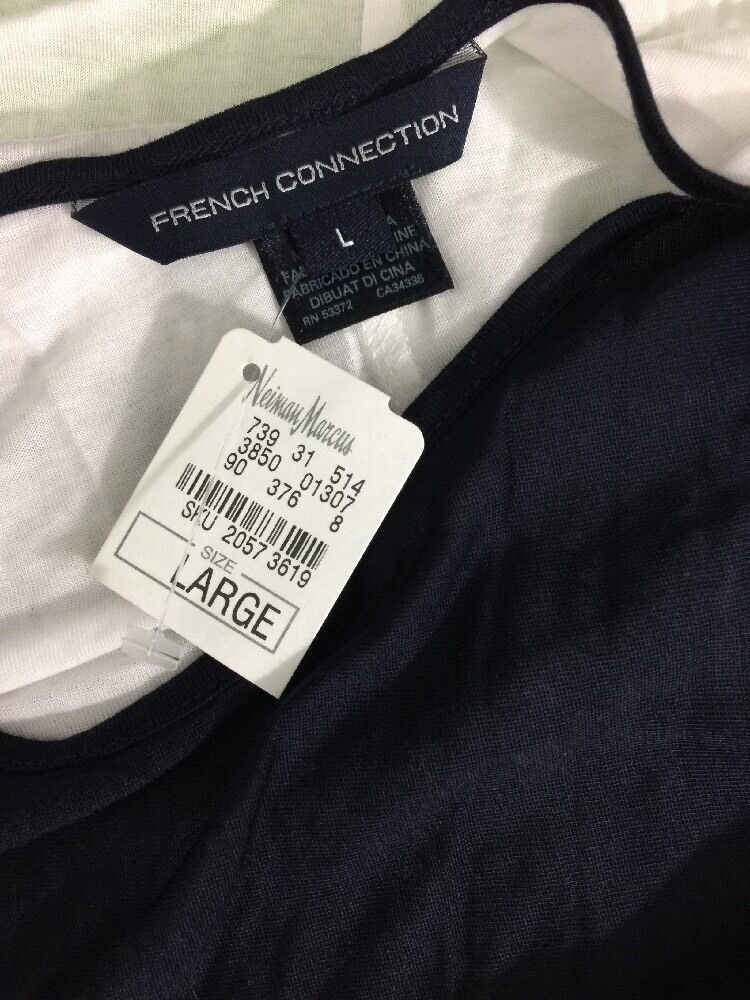 FRENCH CONNECTION
L
A
INE
FABRICADO EN CHINA
DIBUAT DI CINA
RN 53372 CA34338
Neiman Marcus
739 31 514
3850 01307
90 376 8
SKU 2057 3619
SIZE
LARGE